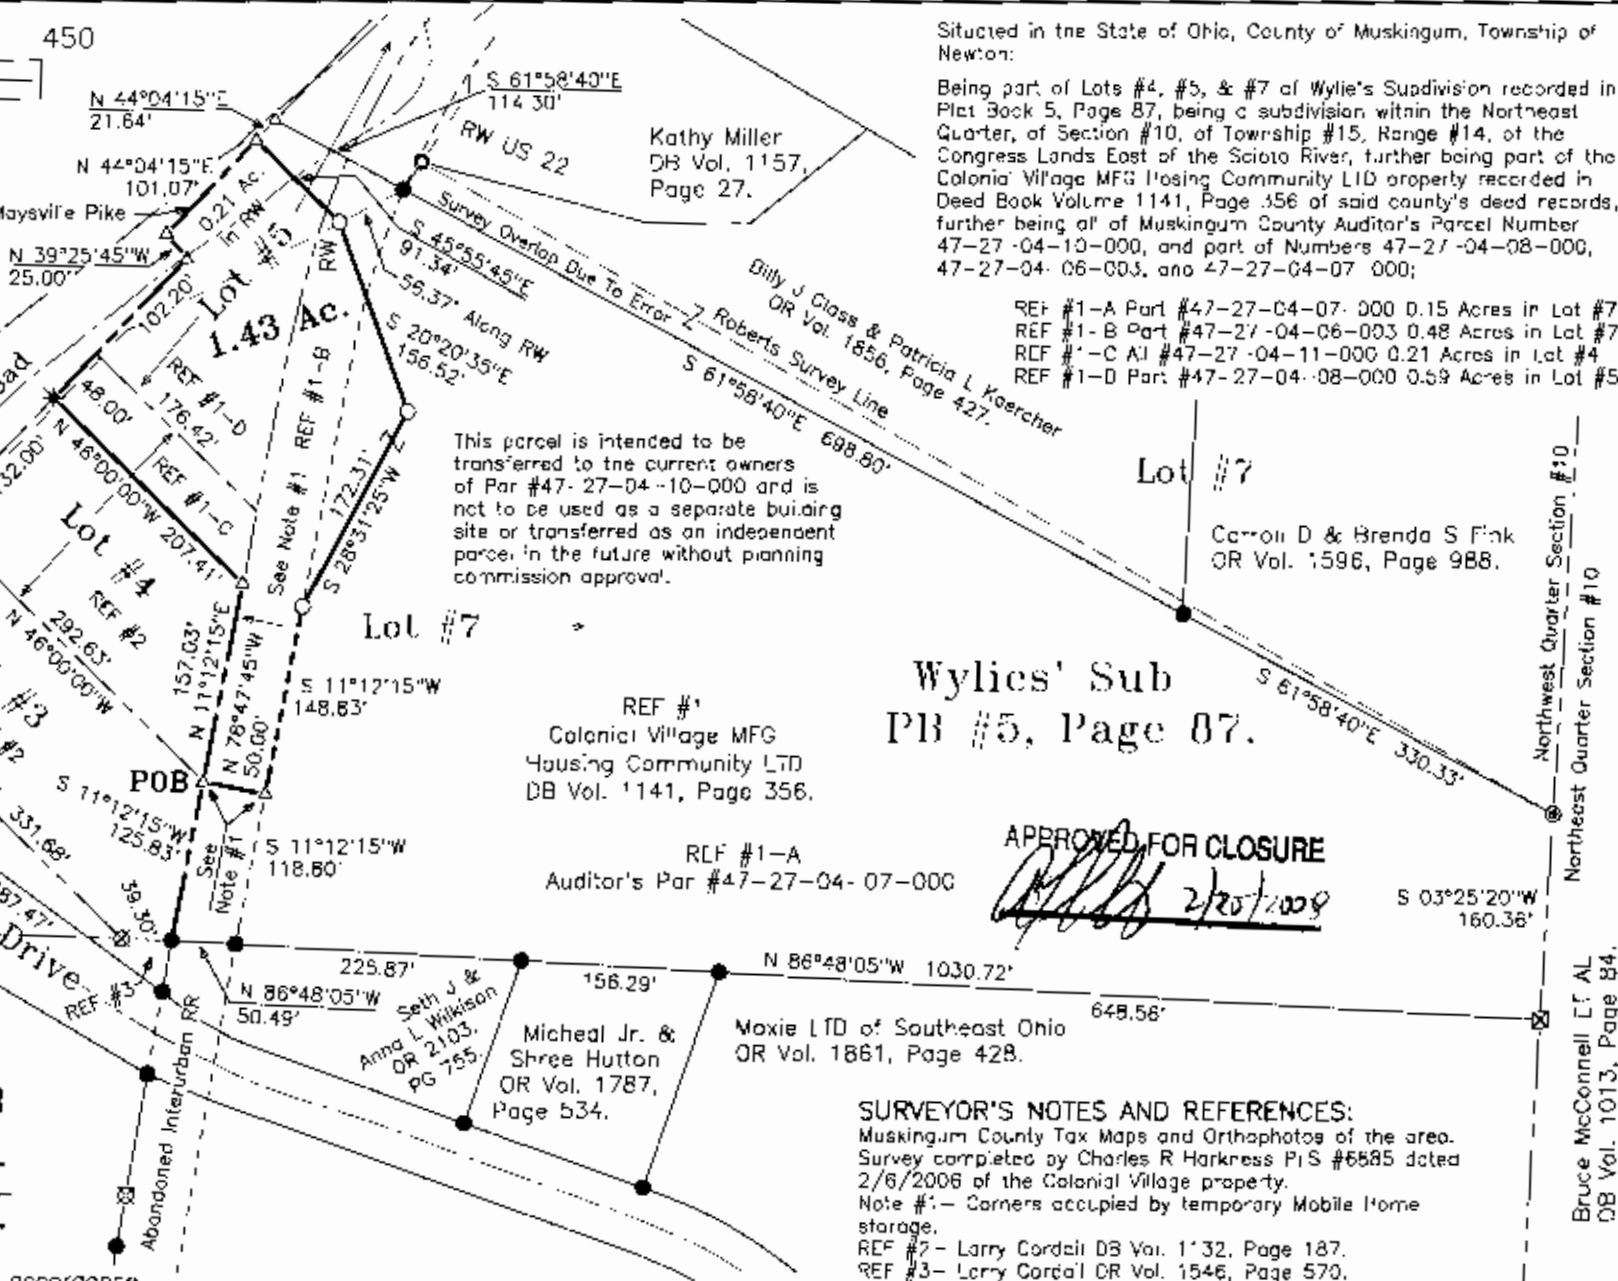 450
N 44°04'15"E
21.64'
N 44°04'15"E
101.07'
Maysville Pike
N 39°25'45"W
25.00'
0.21 Ac.
in RW
Lot #5
1.43 Ac.
102.20'
S 61°58'40"E
114.30'
RW US 22
RW
Kathy Miller
DB Vol. 1157,
Page 27.
S 45°55'45"E
91.34'
56.37' Along RW
S 20°20'35"E
156.52'
Survey Overlap Due To Error
Roberts Survey Line
Billy J Class & Patricia L Kaercher
OR Vol. 1856, Page 427.
S 61°58'40"E 698.80'
Situated in the State of Ohio, County of Muskingum, Township of
Newton:
Being part of Lots #4, #5, & #7 of Wylie's Subdivision recorded in
Plat Book 5, Page 87, being a subdivision within the Northeast
Quarter, of Section #10, of Township #15, Range #14, of the
Congress Lands East of the Scioto River, further being part of the
Colonial Village MFG Hosing Community LTD property recorded in
Deed Book Volume 1141, Page 356 of said county's deed records,
further being all of Muskingum County Auditor's Parcel Number
47-27-04-10-000, and part of Numbers 47-27-04-08-000,
47-27-04-06-003, and 47-27-04-07-000;
REF #1-A Part #47-27-04-07-000 0.15 Acres in Lot #7
REF #1-B Part #47-27-04-06-003 0.48 Acres in Lot #7
REF #1-C All #47-27-04-11-000 0.21 Acres in Lot #4
REF #1-D Part #47-27-04-08-000 0.59 Acres in Lot #5
48.00'
REF #1-D
176.42'
REF #1-C
N 46°00'00"W 207.41'
32.00'
Lot #4
REF #2
292.63'
N 46°00'00"W
See Note #1 REF #1-B
172.31'
S 28°31'25"W
This parcel is intended to be
transferred to the current owners
of Par #47-27-04-10-000 and is
not to be used as a separate building
site or transferred as an independent
parcel in the future without planning
commission approval.
Lot #7
Lot #7
Carroll D & Brenda S Fink
OR Vol. 1596, Page 988.
Northwest Quarter Section #10
Northeast Quarter Section #10
157.03'
N 11°12'15"E
N 78°47'45"W
50.00'
S 11°12'15"W
148.83'
#3
#2
POB
S 11°12'15"W
125.83'
331.68'
39.30'
See
Note #1
S 11°12'15"W
118.80'
REF #1
Colonial Village MFG
Housing Community LTD
DB Vol. 1141, Page 356.
REF #1-A
Auditor's Par #47-27-04-07-000
Wylies' Sub
PB #5, Page 87.
S 61°58'40"E 330.33'
APPROVED FOR CLOSURE
S 03°25'20"W
160.36'
87.47'
Drive
REF #3
225.87'
N 86°48'05"W
50.49'
156.29'
N 86°48'05"W 1030.72'
648.56'
Seth J &
Anna L Wilkison
OR 2103,
PG 755.
Micheal Jr. &
Shree Hutton
OR Vol. 1787,
Page 534.
Moxie LTD of Southeast Ohio
OR Vol. 1861, Page 428.
Abandoned Interurban RR
Bruce McConnell ET AL
DB Vol. 1013, Page 84.
SURVEYOR'S NOTES AND REFERENCES:
Muskingum County Tax Maps and Orthophotos of the area.
Survey completed by Charles R Harkness PLS #6885 dated
2/6/2006 of the Colonial Village property.
Note #1- Corners occupied by temporary Mobile Home
storage.
REF #2- Larry Cordail DB Vol. 1132, Page 187.
REF #3- Larry Cordail OR Vol. 1546, Page 570.